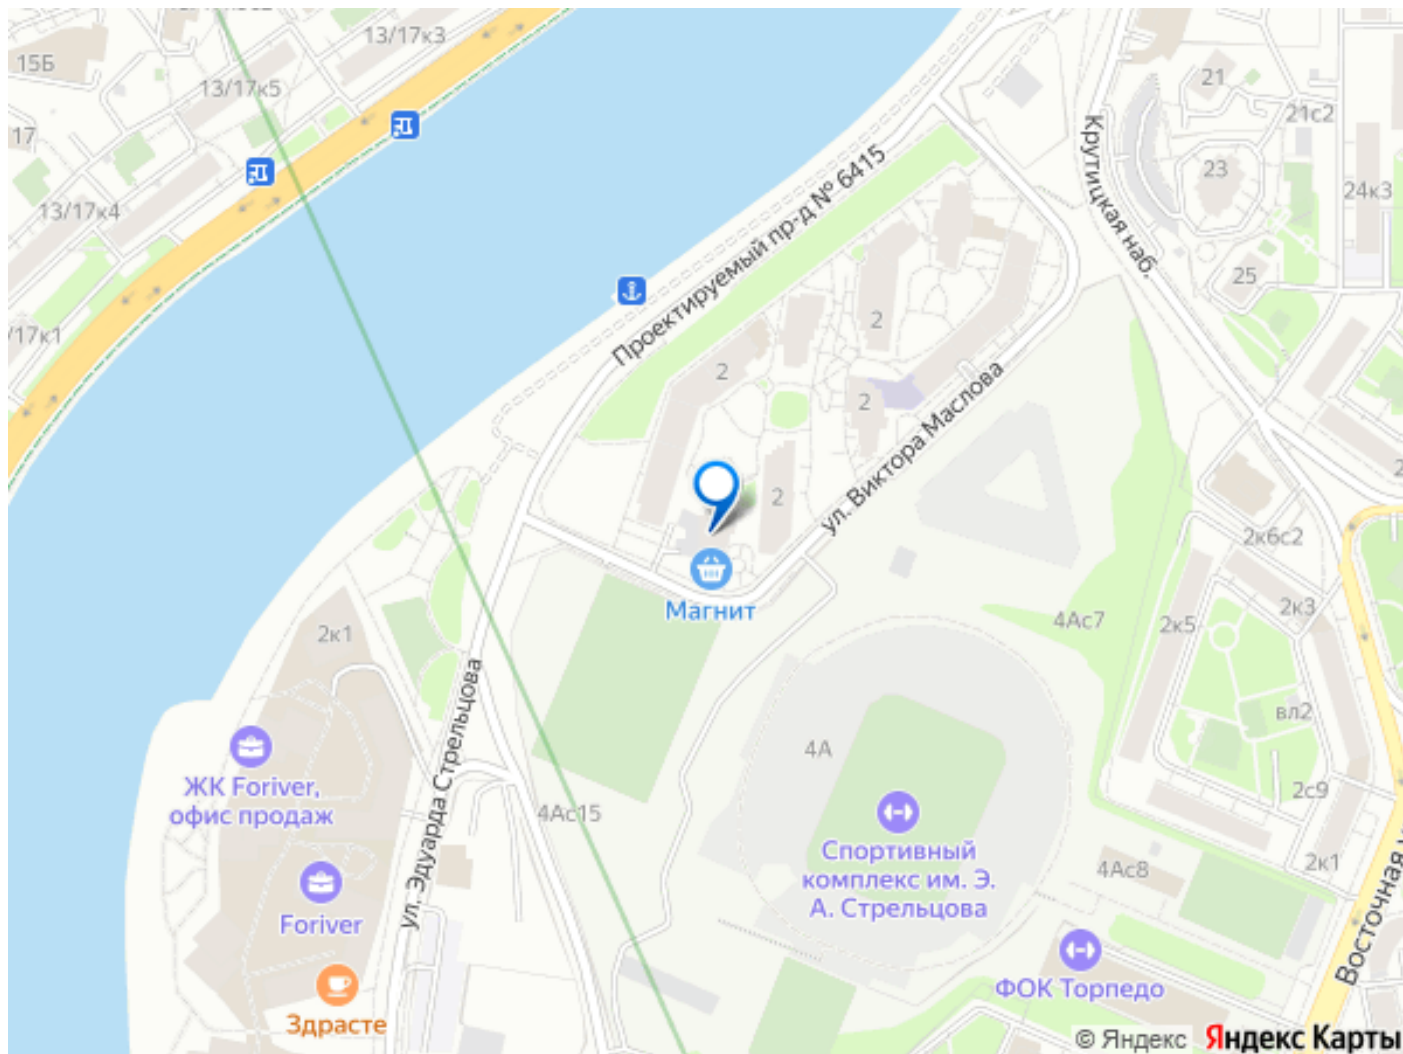 13/17к3
15Б
13/17к5
21
21с2
17
Крутицкая наб.
23
24к3
13/17к4
Проектируемый пр-д № 6415
25
/17к1
2
2
2
ул. Виктора Маслова
2
2к6с2
Магнит
2к3
4Ас7
2к5
2к1
ул. Эдуарда Стрельцова
вл2
4А
ЖК Foriver,
офис продаж
2с9
4Ас15
Спортивный
комплекс им. Э.
А. Стрельцова
4Ас8
2к1
Foriver
Восточная
ФОК Торпедо
Здрасте
© Яндекс
Яндекс Карты